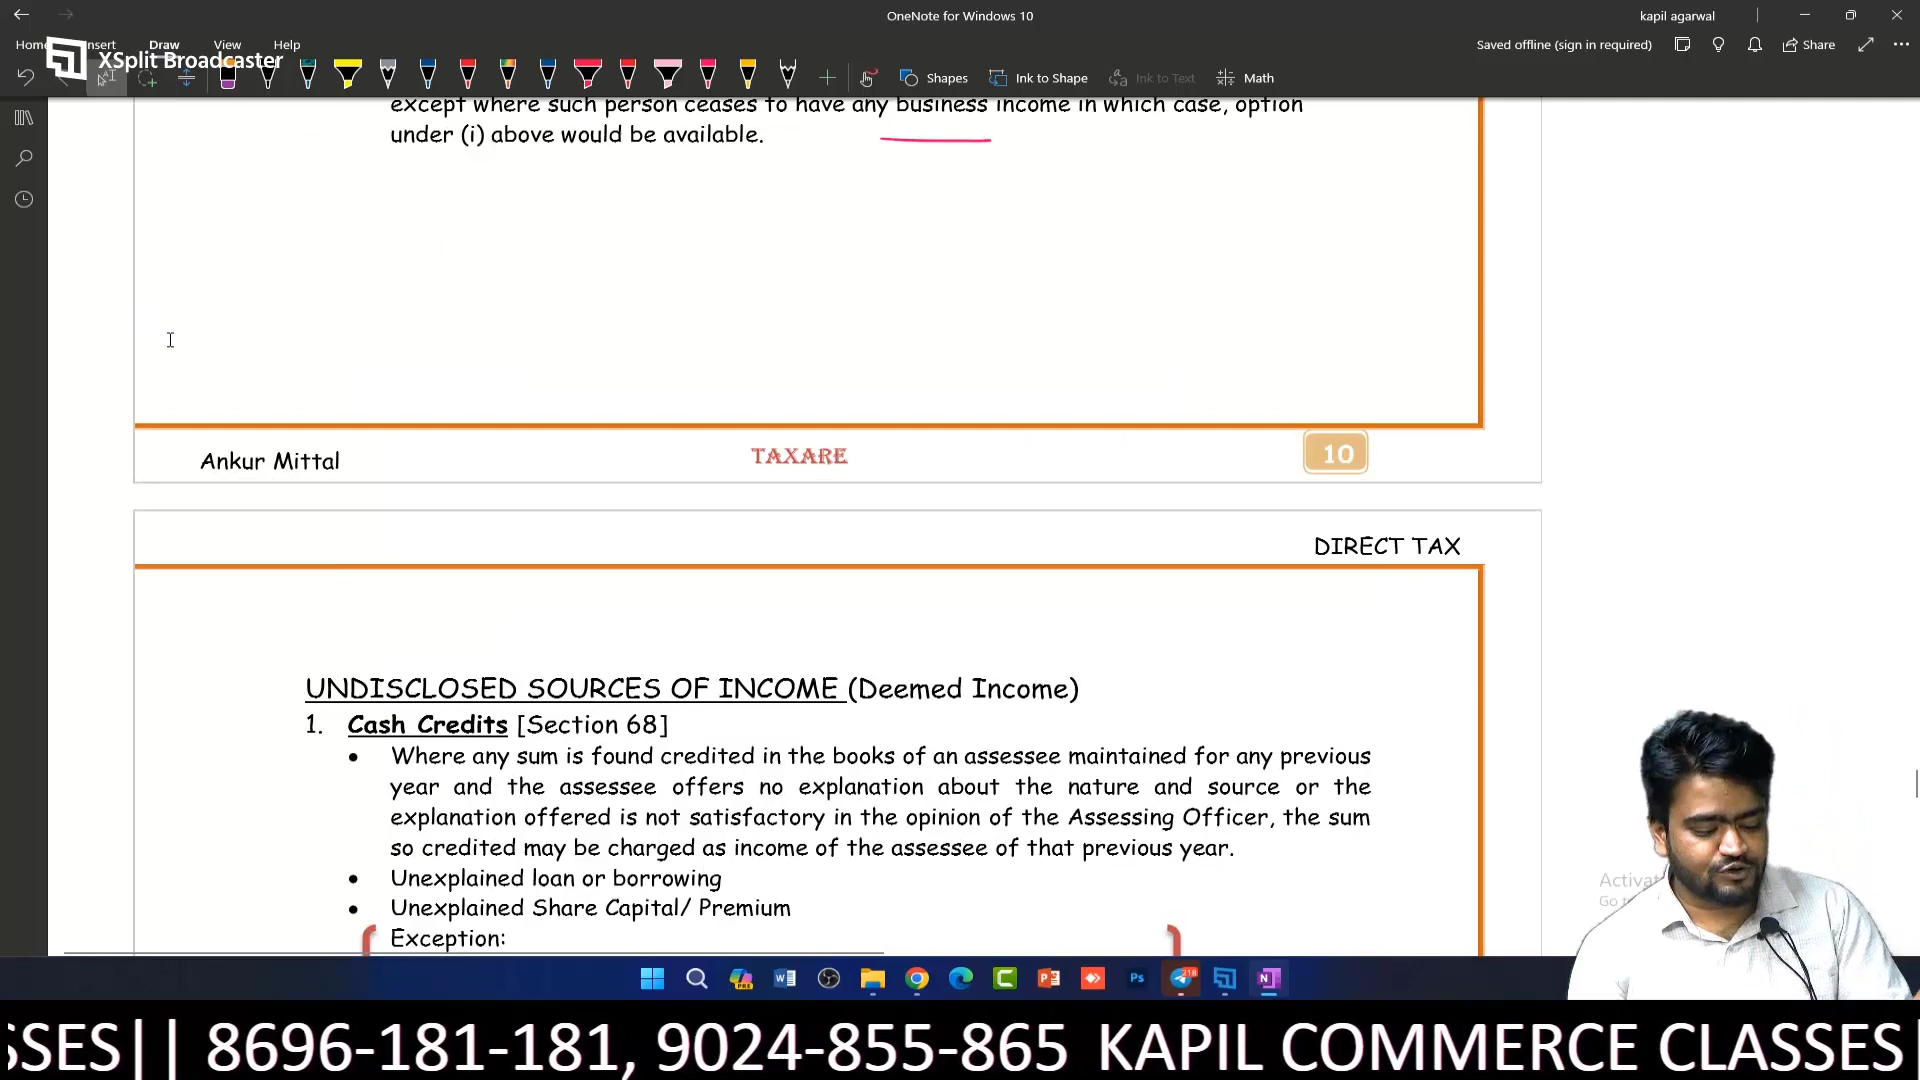 OneNote for Windows 10
kapil agarwal
Insert
Draw
View
Help
XSplit Broadcaster
Saved offline (sign in required)
Share
Shapes
Ink to Shape
Ink to Text
Math
except where such person ceases to have any business income in which case, option
under (i) above would be available.
Ankur Mittal
TAXARE
10
DIRECT TAX
UNDISCLOSED SOURCES OF INCOME (Deemed Income)
1. Cash Credits [Section 68]
• Where any sum is found credited in the books of an assessee maintained for any previous
year and the assessee offers no explanation about the nature and source or the
explanation offered is not satisfactory in the opinion of the Assessing Officer, the sum
so credited may be charged as income of the assessee of that previous year.
• Unexplained loan or borrowing
• Unexplained Share Capital/ Premium
Exception:
218
PRE
Ps
SSES|| 8696-181-181, 9024-855-865 KAPIL COMMERCE CLASSES|